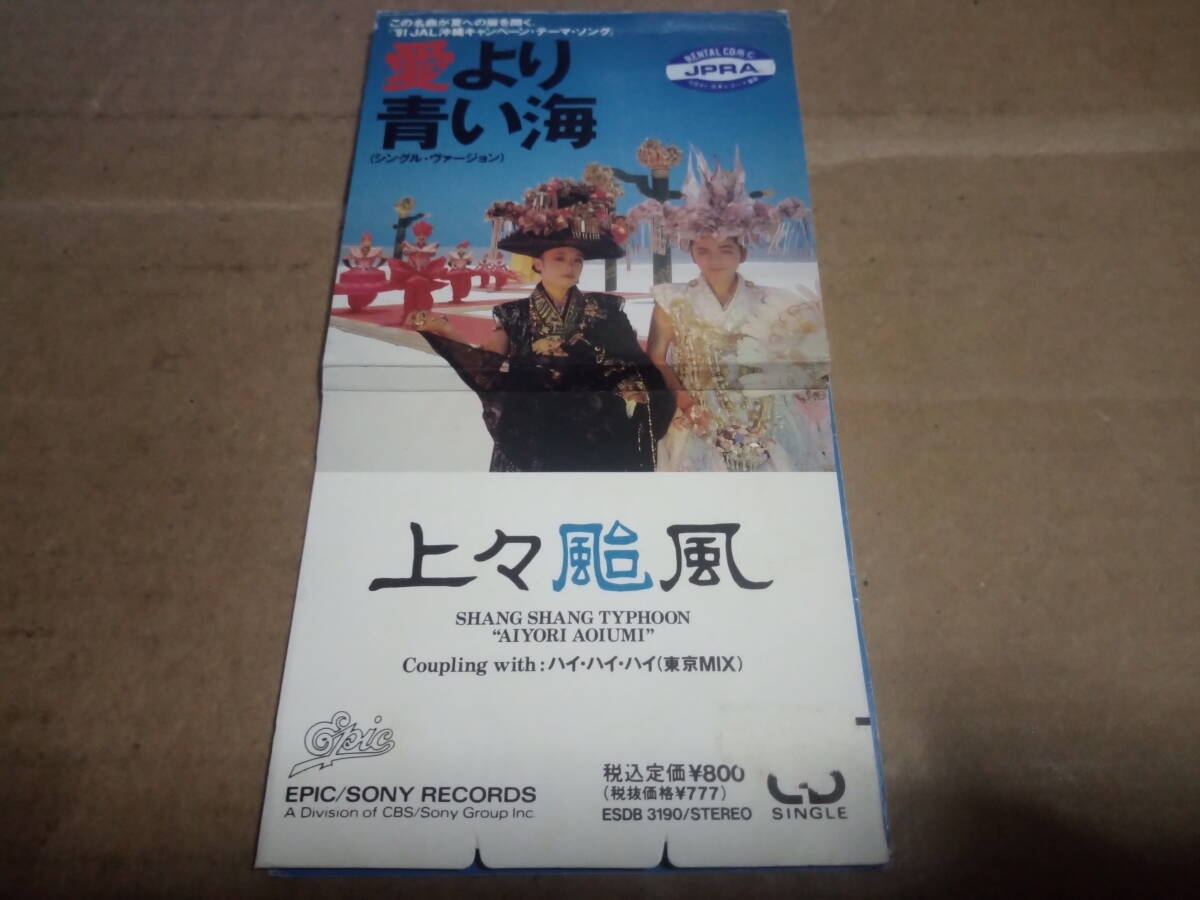 この名曲が夏への扉を開く。
'91 JAL沖縄キャンペーン・テーマ・ソング
愛より
青い海
(シングル・ヴァージョン)
RENTAL CD
JPRA
上々颱風
SHANG SHANG TYPHOON
“AIYORI AOIUMI”
Coupling with:ハイ・ハイ・ハイ(東京MIX)
Epic
EPIC/SONY RECORDS
A Division of CBS/Sony Group Inc.
税込定価¥800
(税抜価格¥777)
ESDB 3190/STEREO
CD
SINGLE